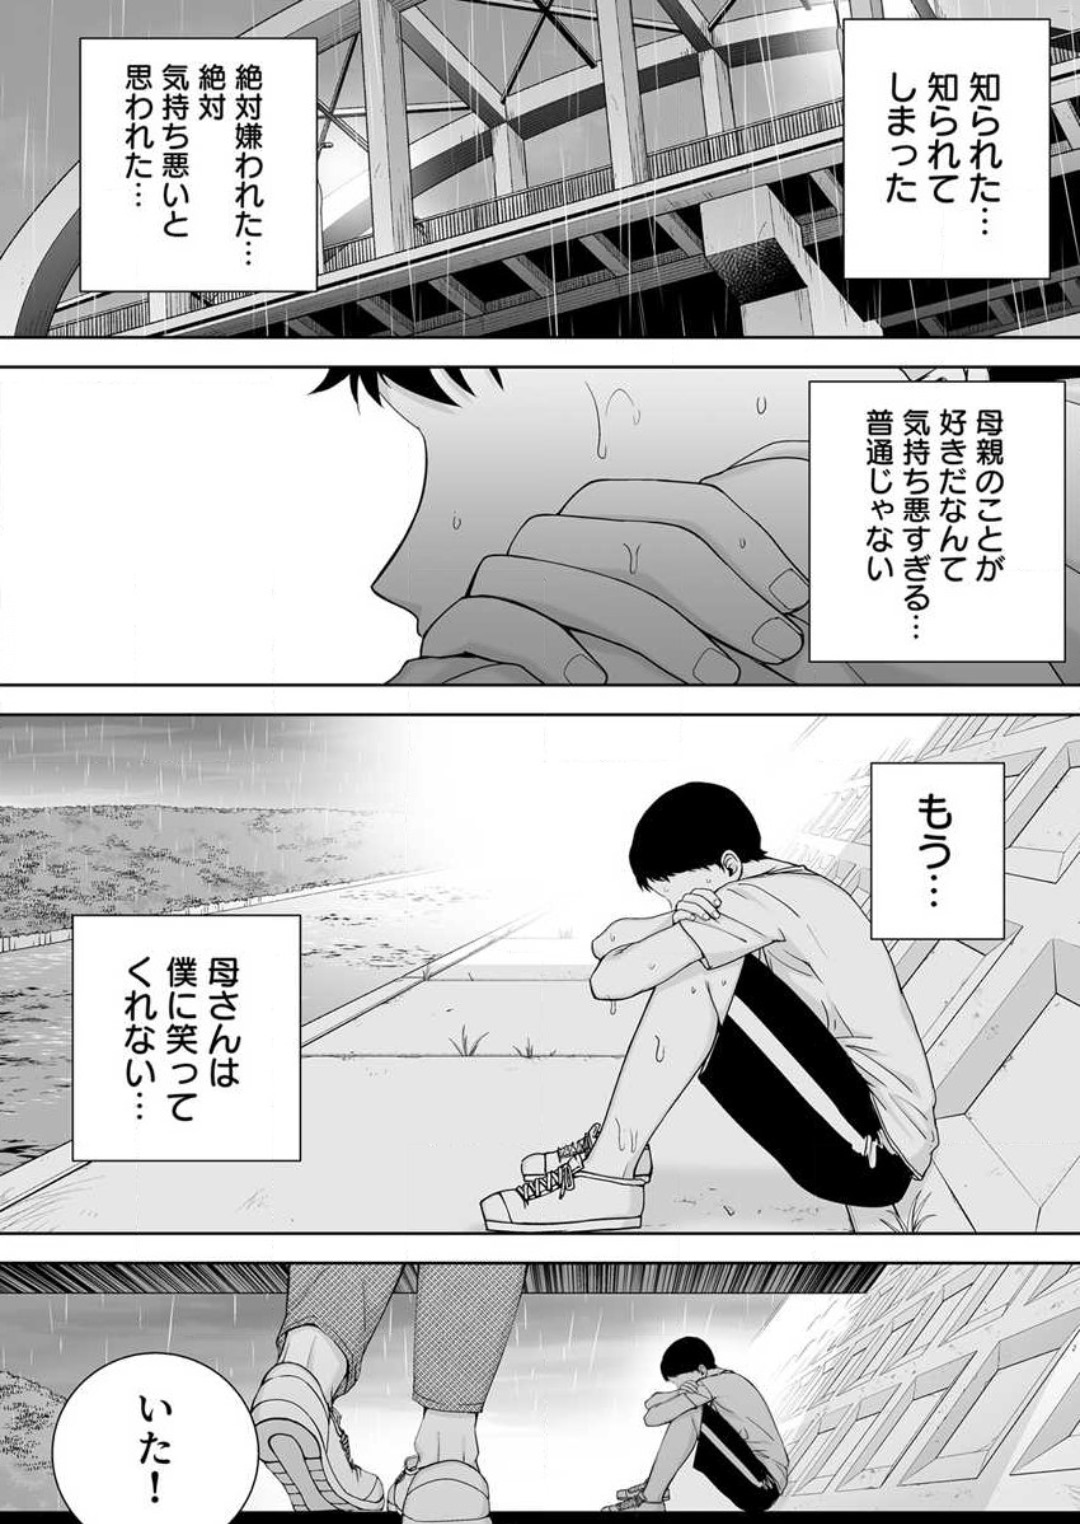 知られた…
知られて
しまった
絶対嫌われた…
絶対
気持ち悪いと
思われた…
母親のことが
好きだなんて
気持ち悪すぎる…
普通じゃない
もう…
母さんは
僕に笑って
くれない…
いた！